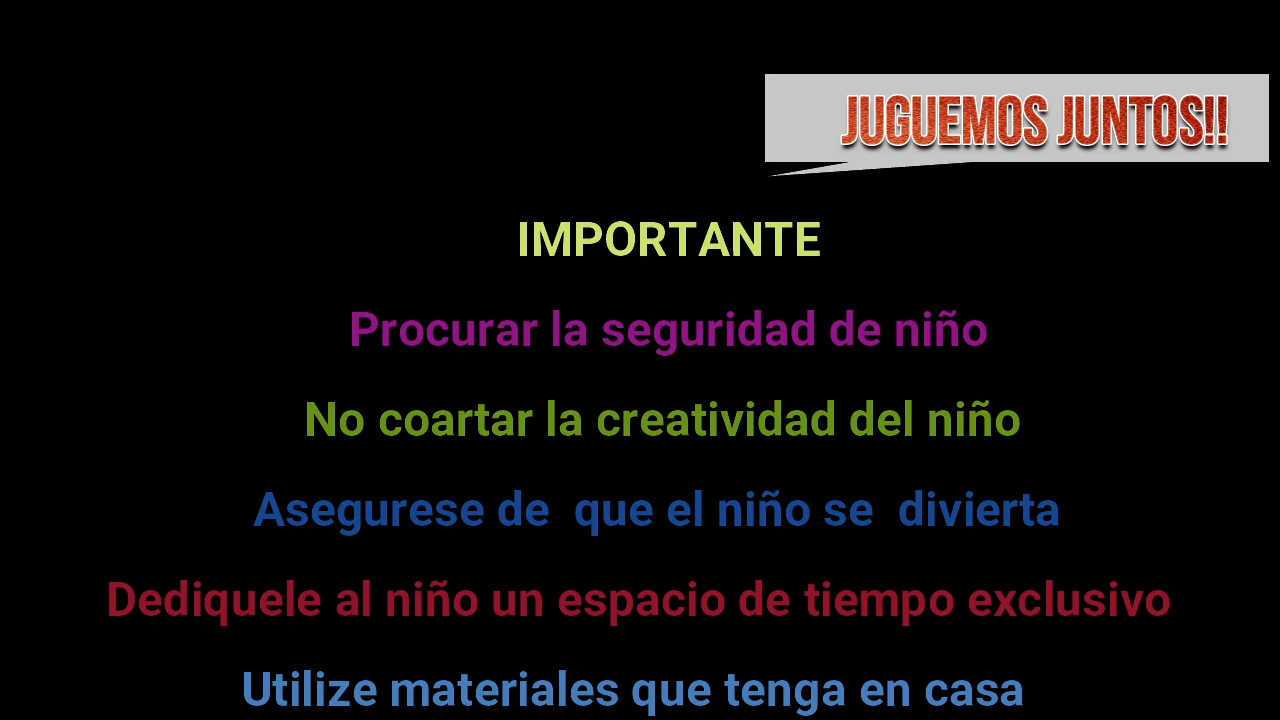 JUGUEMOS JUNTOS!!
IMPORTANTE
Procurar la seguridad de niño
No coartar la creatividad del niño
Asegurese de que el niño se divierta
Dediquele al niño un espacio de tiempo exclusivo
Utilize materiales que tenga en casa